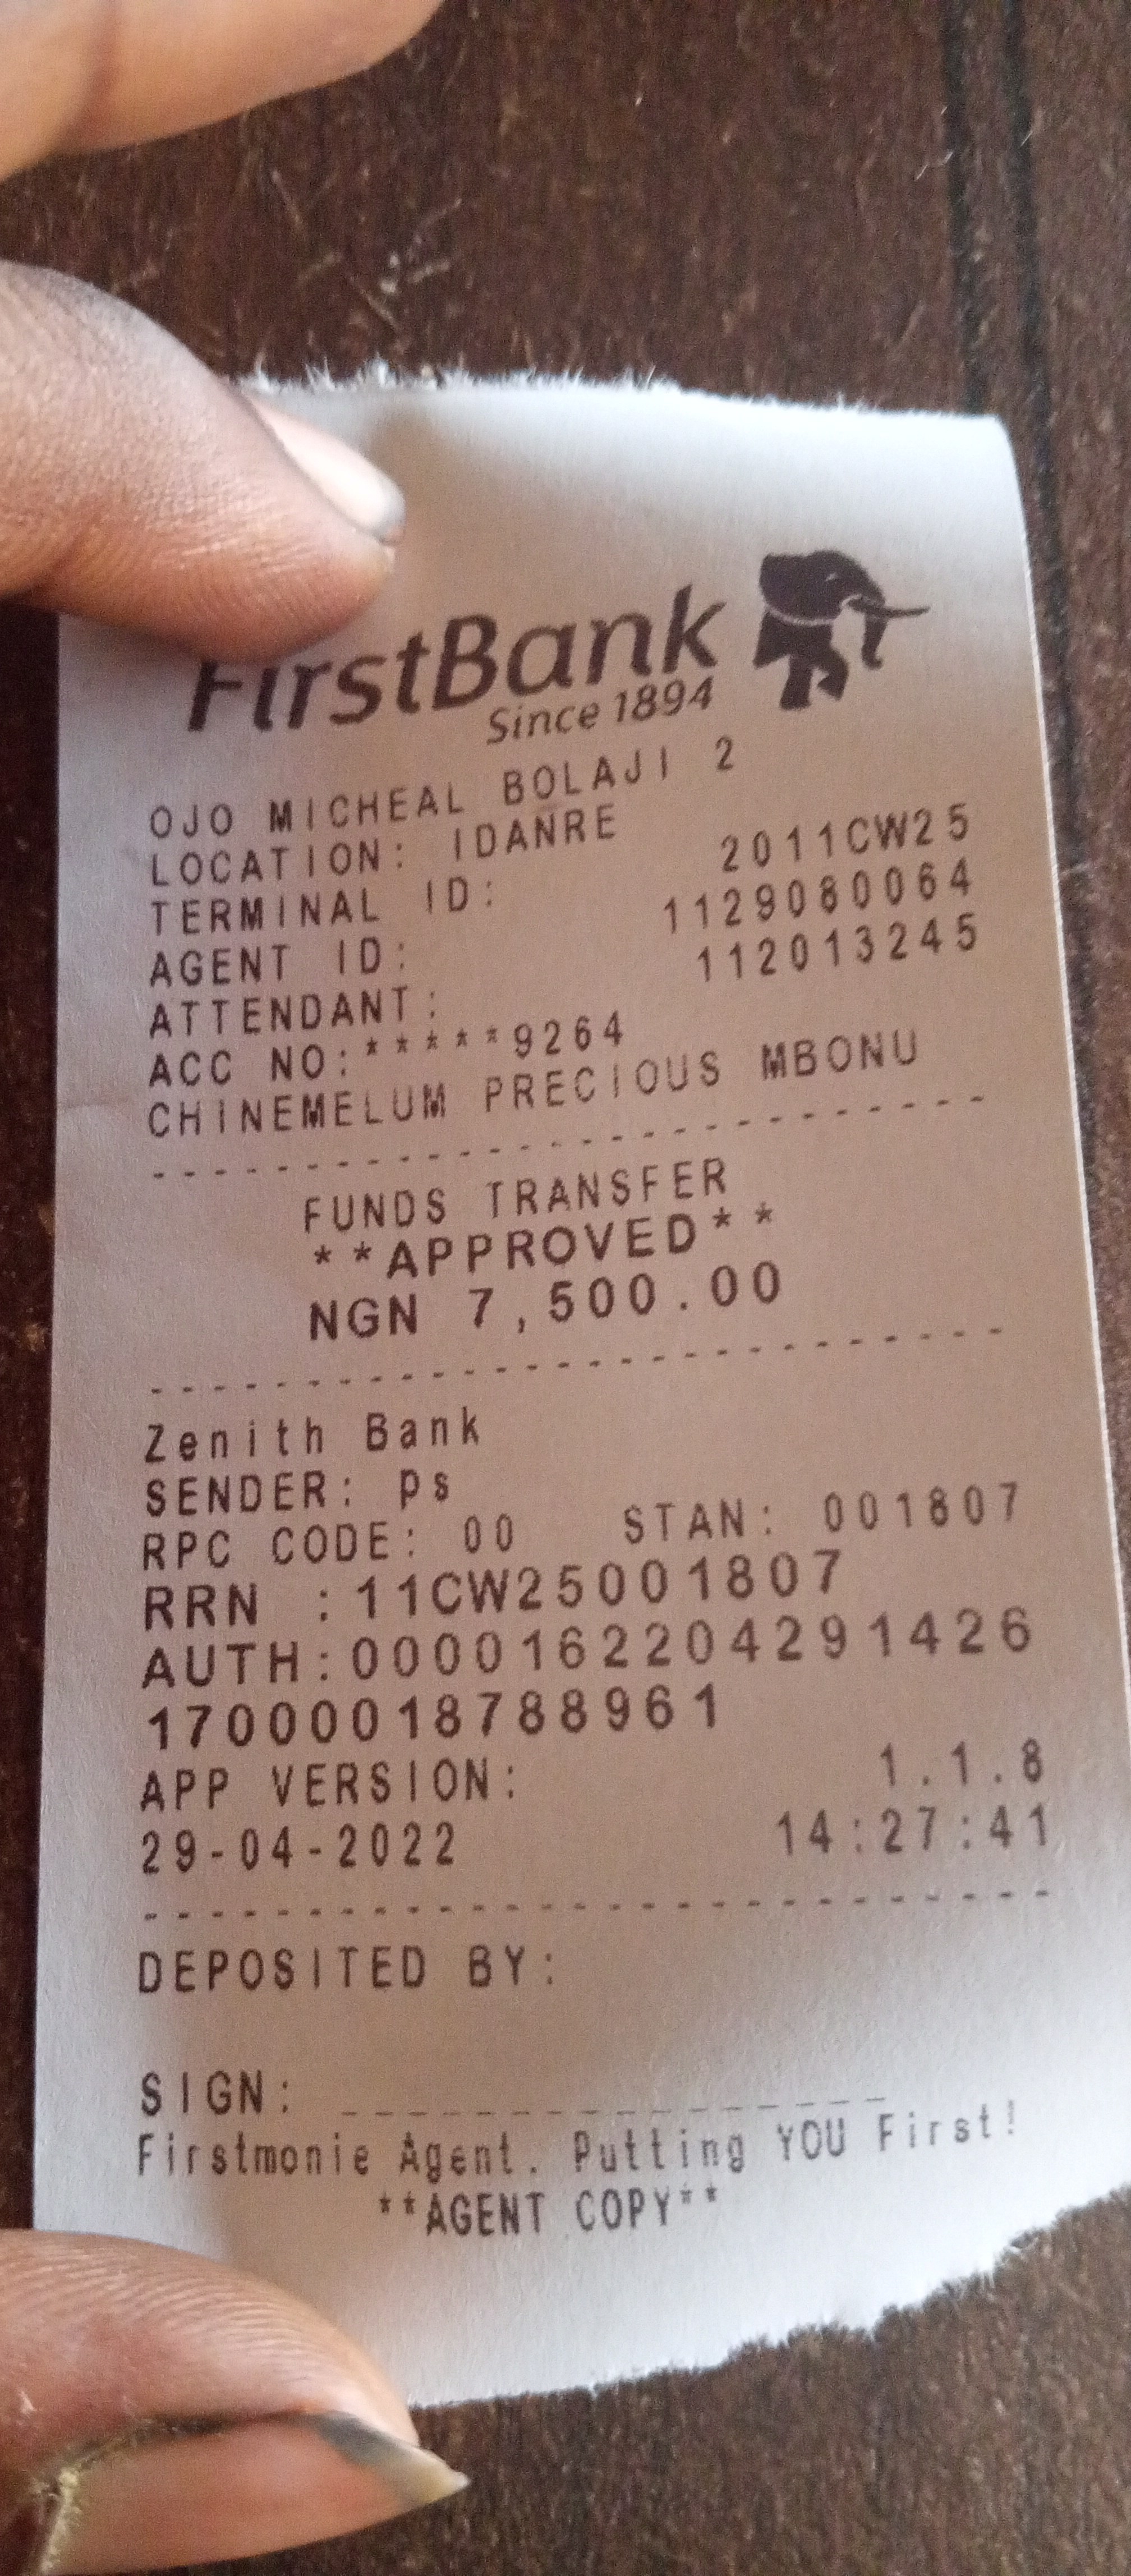 FirstBank
Since 1894
OJO MICHEAL BOLAJI 2
LOCATION: IDANRE
TERMINAL ID: 2011CW25
AGENT ID: 1129080064
ATTENDANT: 112013245
ACC NO:*****9264
CHINEMELUM PRECIOUS MBONU
FUNDS TRANSFER
**APPROVED**
NGN 7,500.00
Zenith Bank
SENDER: ps
RPC CODE: 00 STAN: 001807
RRN :11CW25001807
AUTH:0000162204291426
17000018788961
APP VERSION: 1.1.8
29-04-2022 14:27:41
DEPOSITED BY:
SIGN:
Firstmonie Agent. Putting YOU First!
**AGENT COPY**